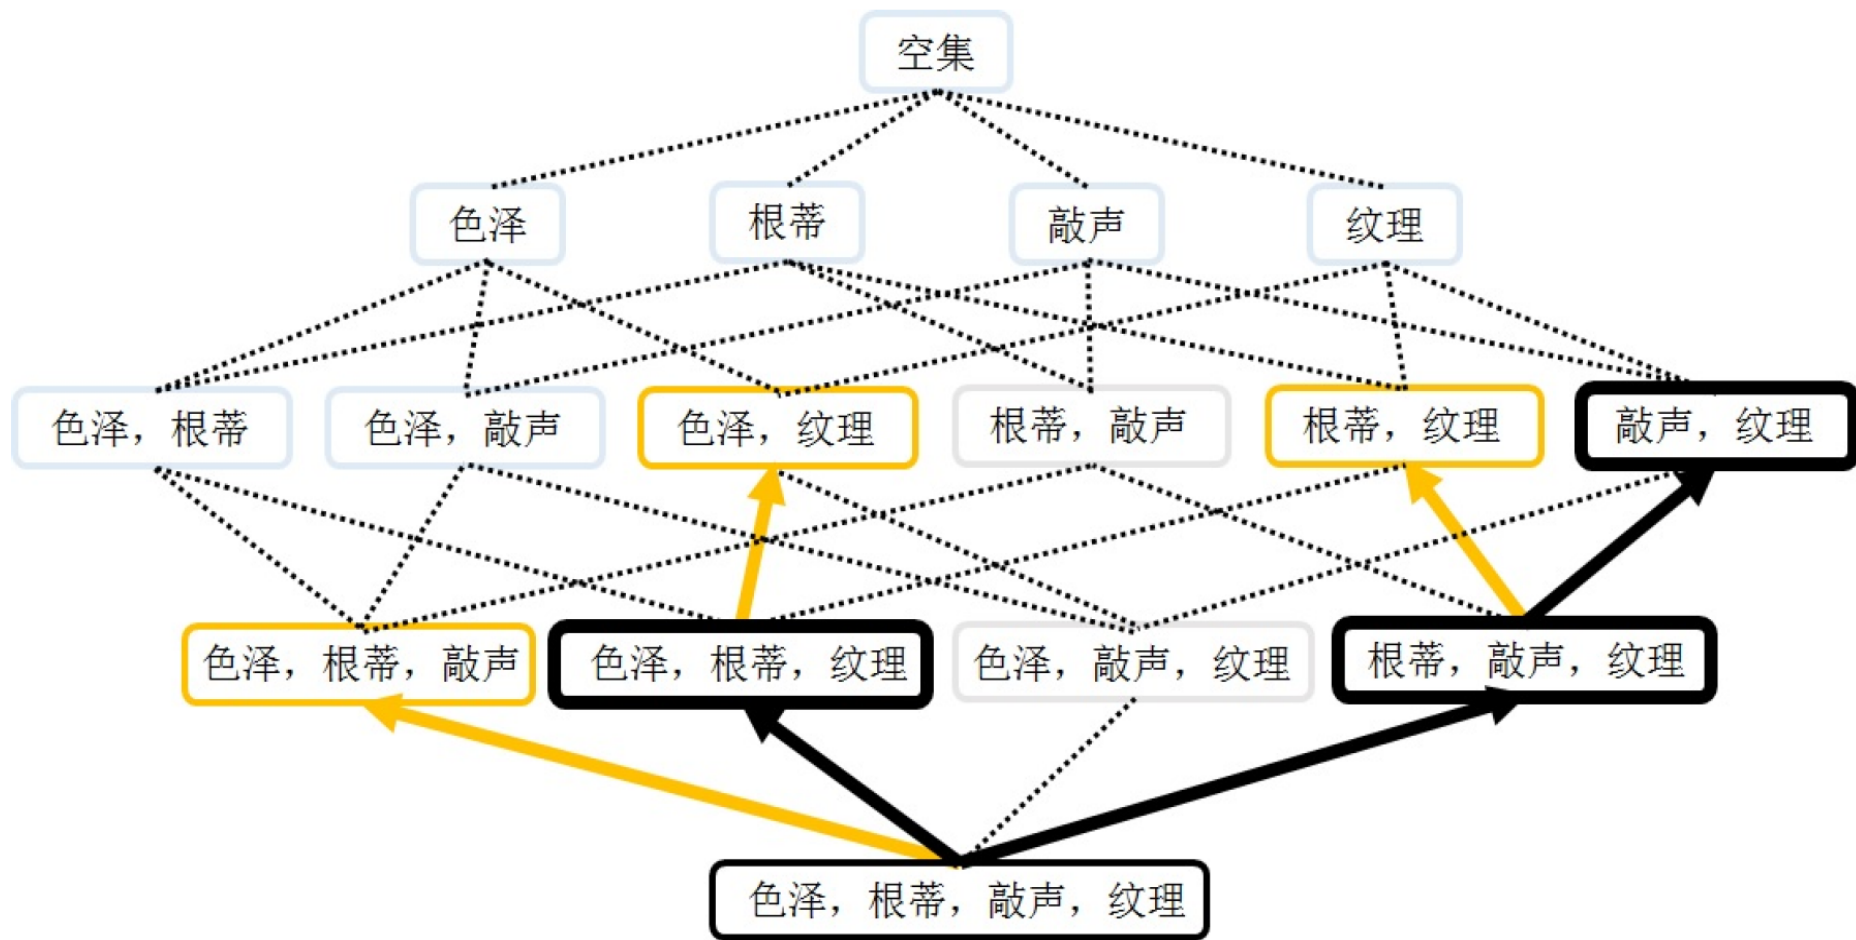 空集
色泽
根蒂
敲声
纹理
色泽，根蒂
色泽，敲声
色泽，纹理
根蒂，敲声
根蒂，纹理
敲声，纹理
色泽，根蒂，敲声
色泽，根蒂，纹理
色泽，敲声，纹理
根蒂，敲声，纹理
色泽，根蒂，敲声，纹理